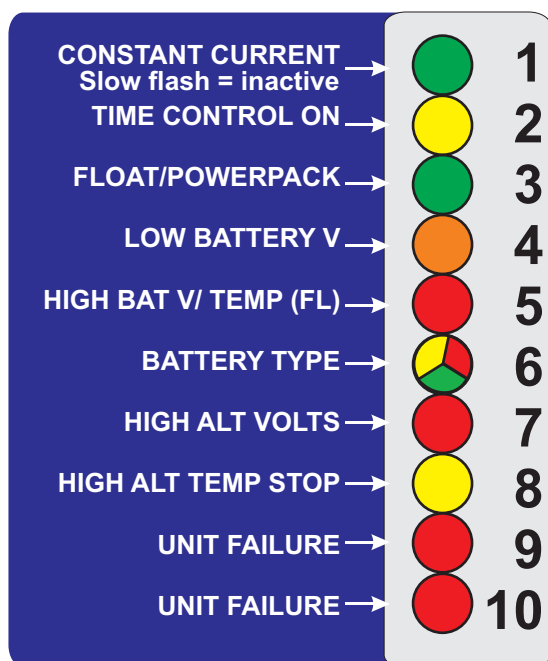 CONSTANT CURRENT
Slow flash = inactive
1
TIME CONTROL ON
2
FLOAT/POWERPACK
3
LOW BATTERY V
4
HIGH BAT V/ TEMP (FL)
5
BATTERY TYPE
6
HIGH ALT VOLTS
7
HIGH ALT TEMP STOP
8
UNIT FAILURE
9
UNIT FAILURE
10